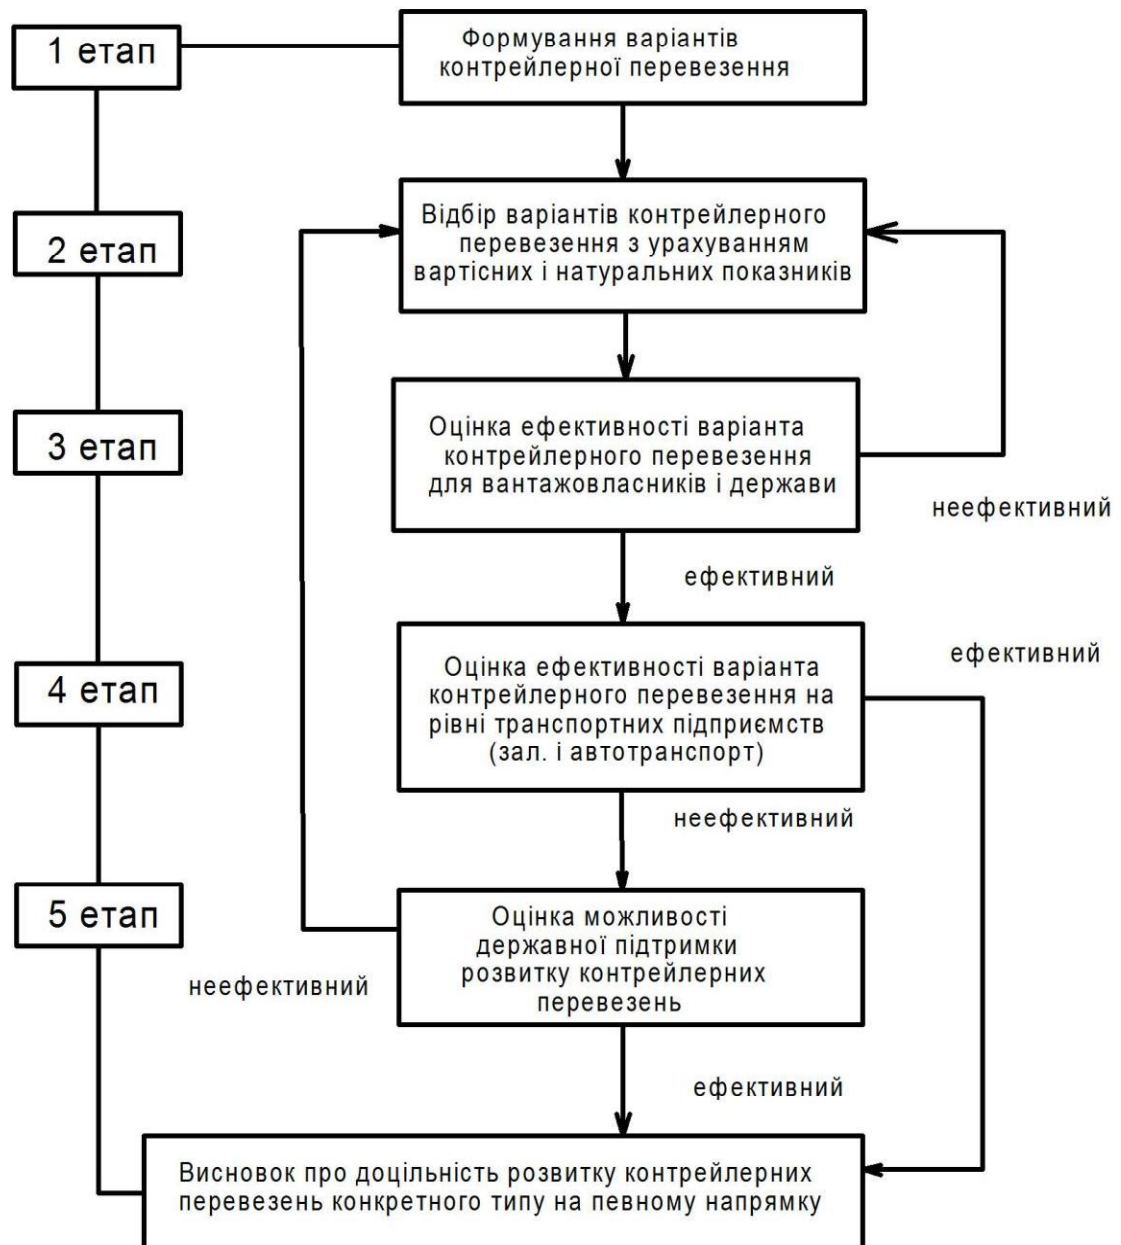 1 етап
Формування варіантів
контрейлерної перевезення
2 етап
Відбір варіантів контрейлерного
перевезення з урахуванням
вартісних і натуральних показників
3 етап
Оцінка ефективності варіанта
контрейлерного перевезення
для вантажовласників і держави
неефективний
ефективний
4 етап
Оцінка ефективності варіанта
контрейлерного перевезення на
рівні транспортних підприємств
(зал. і автотранспорт)
ефективний
неефективний
5 етап
Оцінка можливості
державної підтримки
розвитку контрейлерних
перевезень
неефективний
ефективний
Висновок про доцільність розвитку контрейлерних
перевезень конкретного типу на певному напрямку